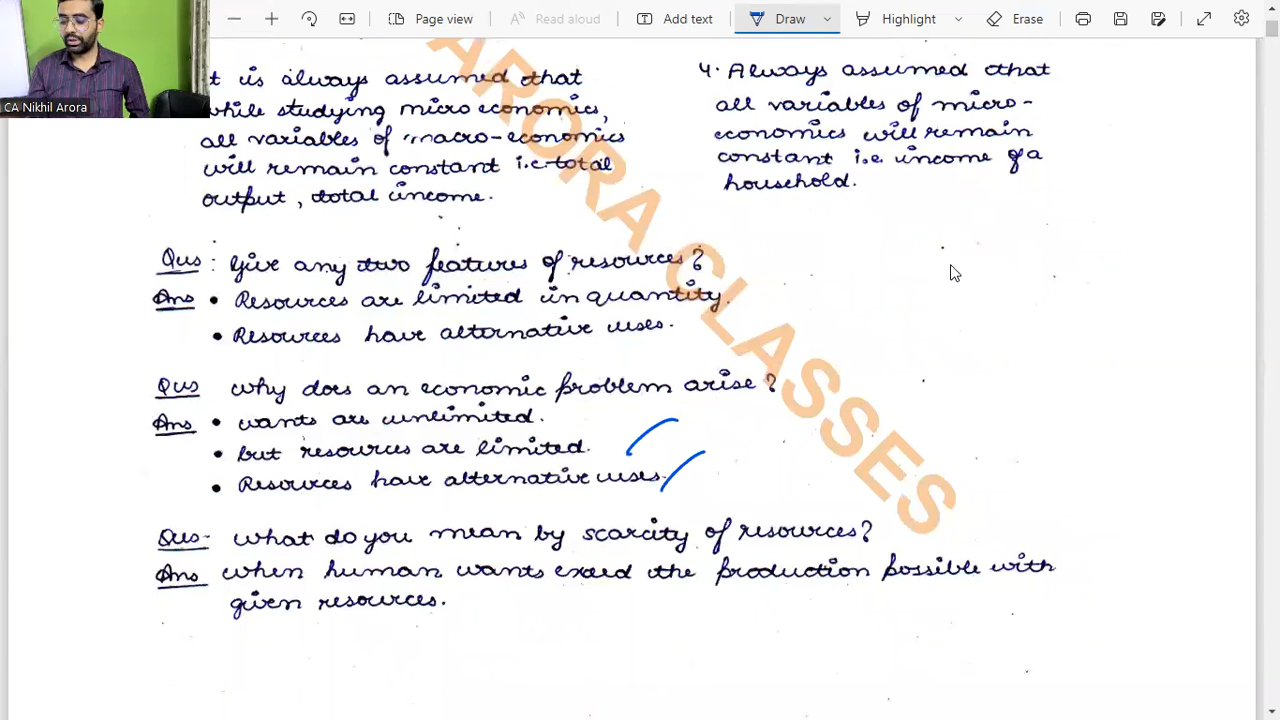 Page view
Read aloud
Add text
Draw
Highlight
Erase
CA Nikhil Arora
t is always assumed that
while studying micro economics,
all variables of macro-economics
will remain constant i.e. total
output, total income.
4. Always assumed that
all variables of micro-
economics will remain
constant i.e. income of a
household.
Qus : Give any two features of resources?
Ans • Resources are limited in quantity.
• Resources have alternative uses.
Qus why does an economic problem arise?
Ans • wants are unlimited.
• but resources are limited.
• Resources have alternative uses.
Qus- what do you mean by scarcity of resources?
Ans when human wants exeed the production possible with
given resources.
ARORA CLASSES